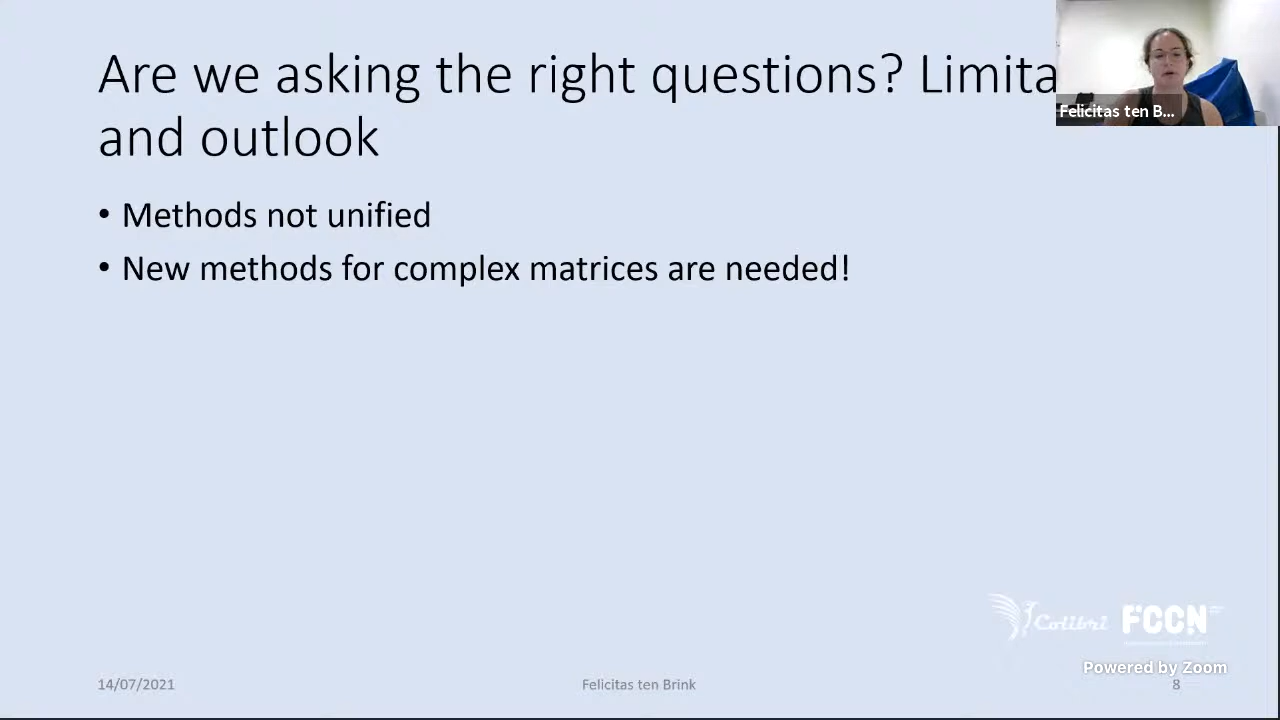 Are we asking the right questions? Limita
and outlook
Felicitas ten B...
• Methods not unified
• New methods for complex matrices are needed!
Colibri FCCN
Powered by Zoom
14/07/2021
Felicitas ten Brink
8